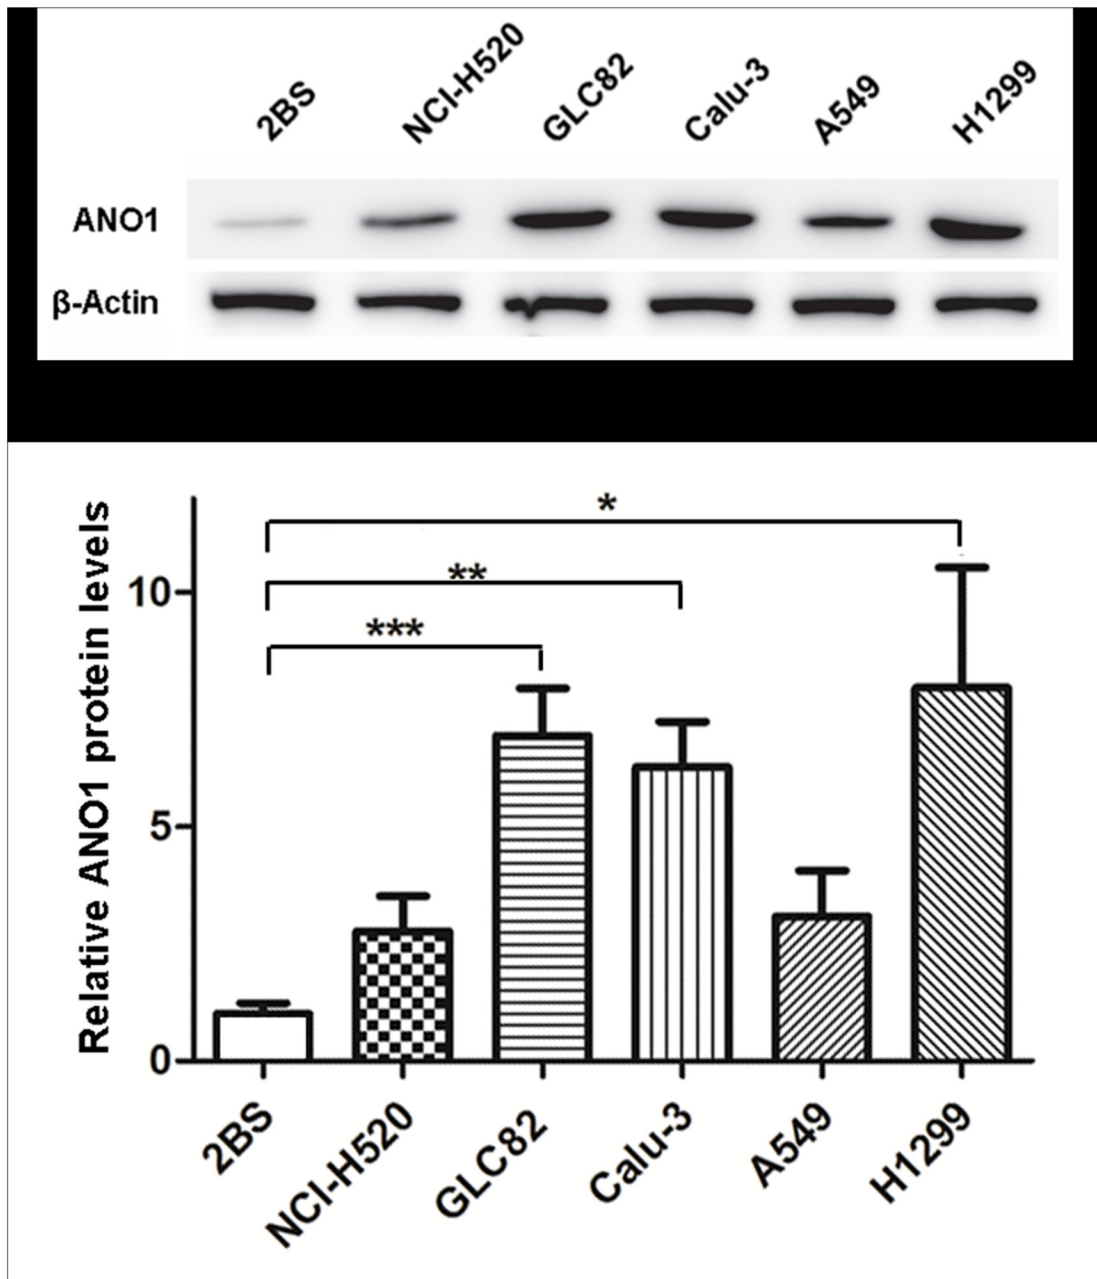 2BS NCI-H520 GLC82 Calu-3 A549 H1299
ANO1
β-Actin
Relative ANO1 protein levels
*
**
***
10
5
0
2BS NCI-H520 GLC82 Calu-3 A549 H1299